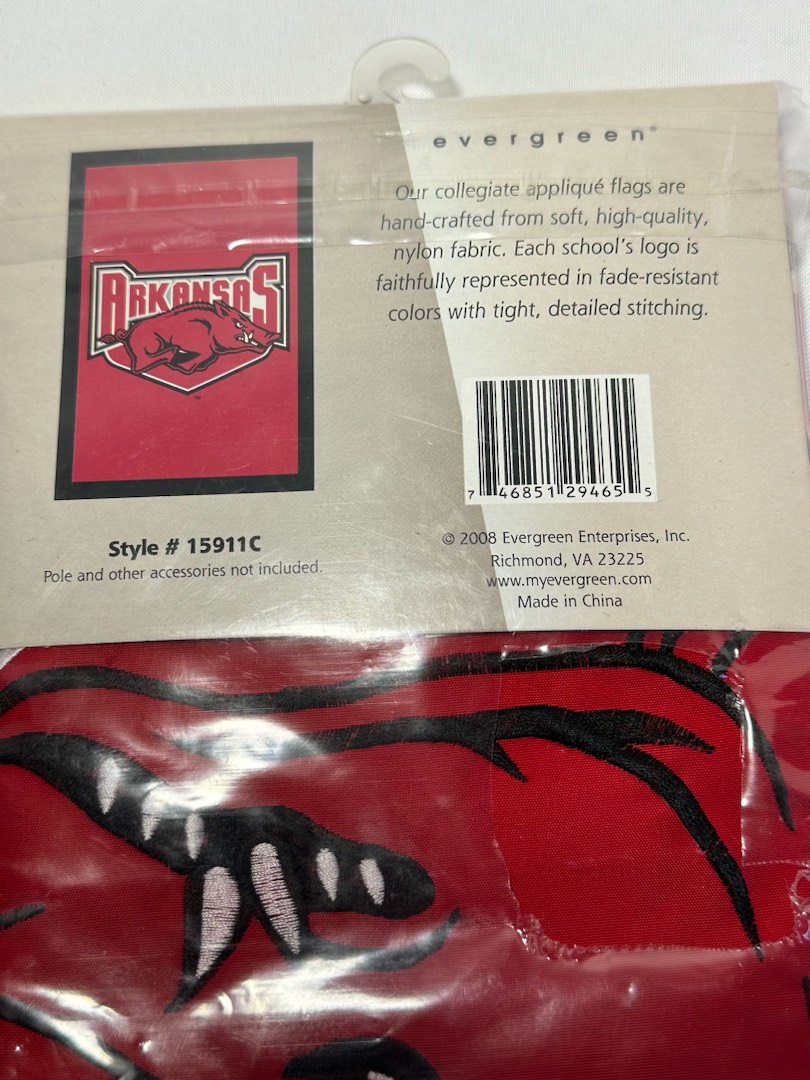 evergreen®
Our collegiate appliqué flags are
hand-crafted from soft, high-quality,
nylon fabric. Each school's logo is
faithfully represented in fade-resistant
colors with tight, detailed stitching.
ARKANSAS
TM
7 46851 29465 5
Style # 15911C
Pole and other accessories not included.
© 2008 Evergreen Enterprises, Inc.
Richmond, VA 23225
www.myevergreen.com
Made in China